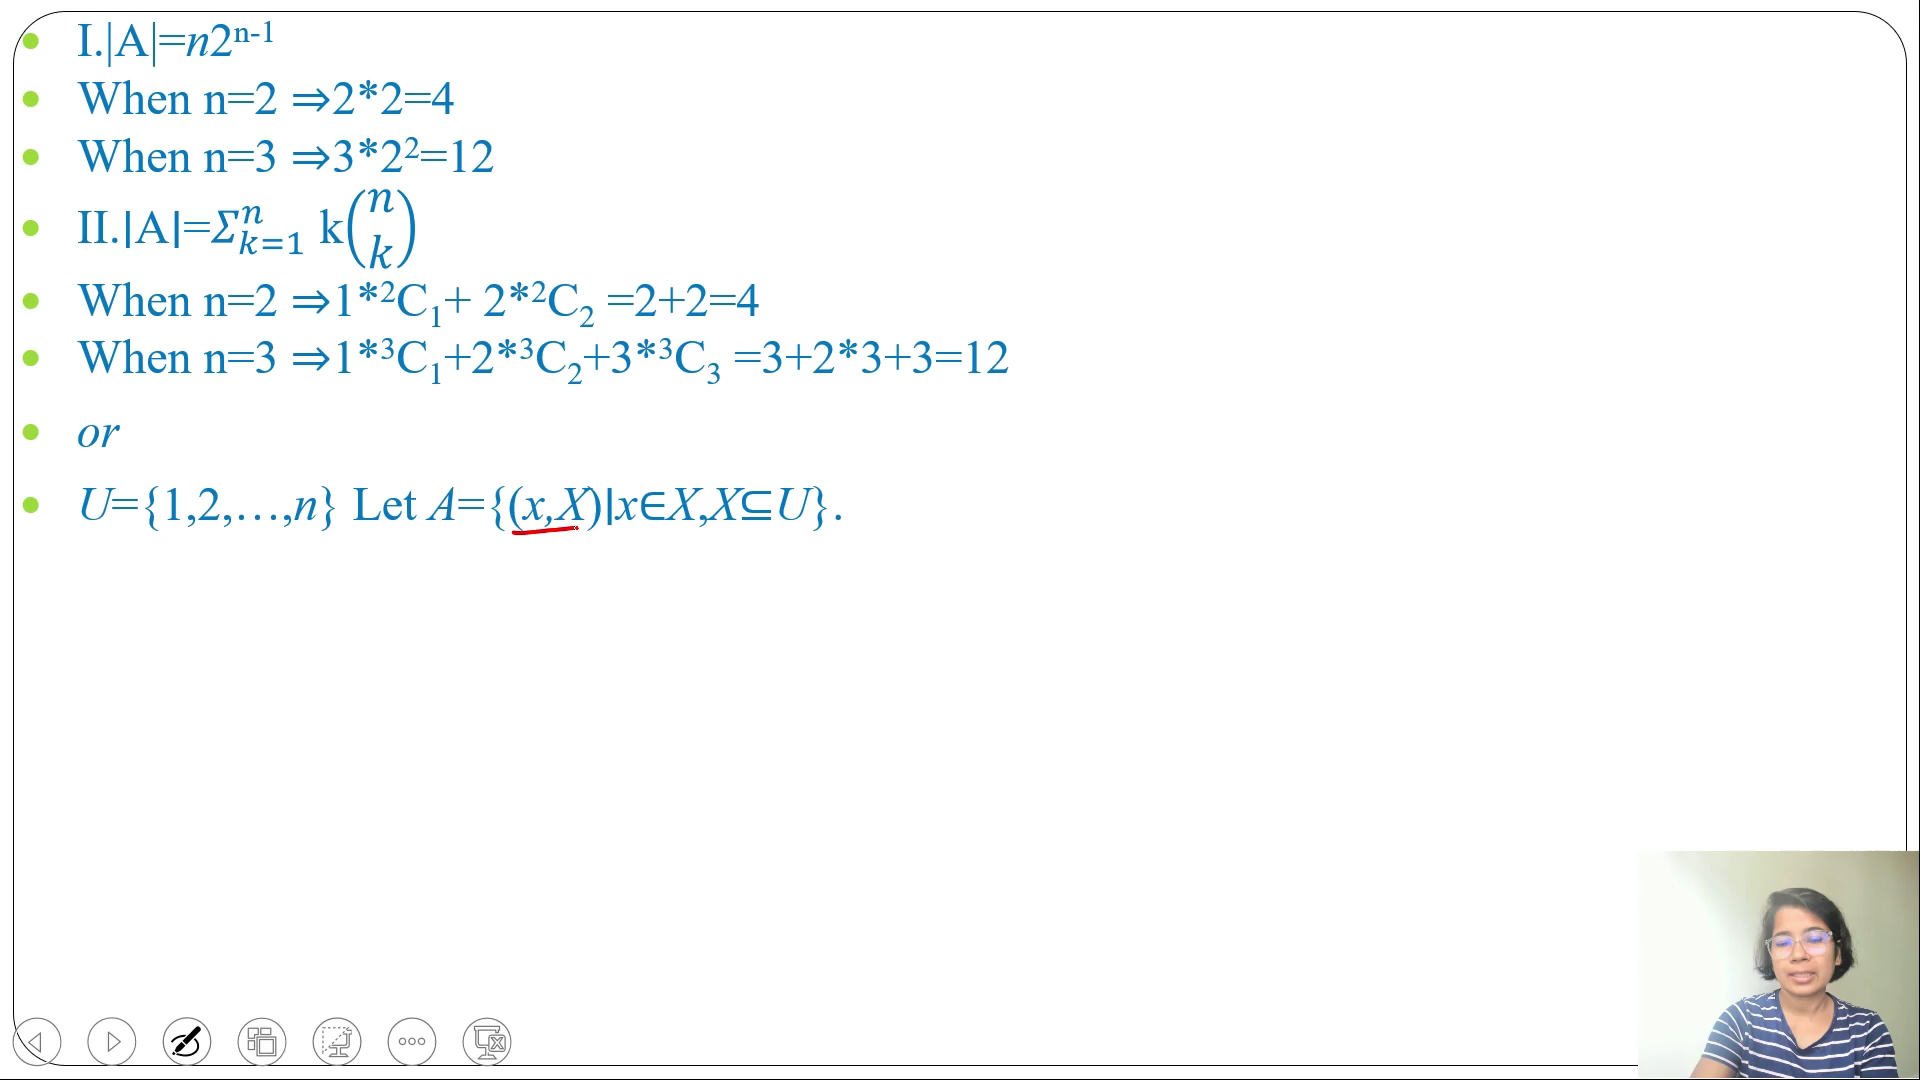 I.|A|=n2ⁿ⁻¹
When n=2 ⇒2*2=4
When n=3 ⇒3*2²=12
II.|A|=Σⁿₖ₌₁ k(n k)
When n=2 ⇒1*²C₁+ 2*²C₂ =2+2=4
When n=3 ⇒1*³C₁+2*³C₂+3*³C₃ =3+2*3+3=12
or
U={1,2,…,n} Let A={(x,X)|x∈X,X⊆U}.